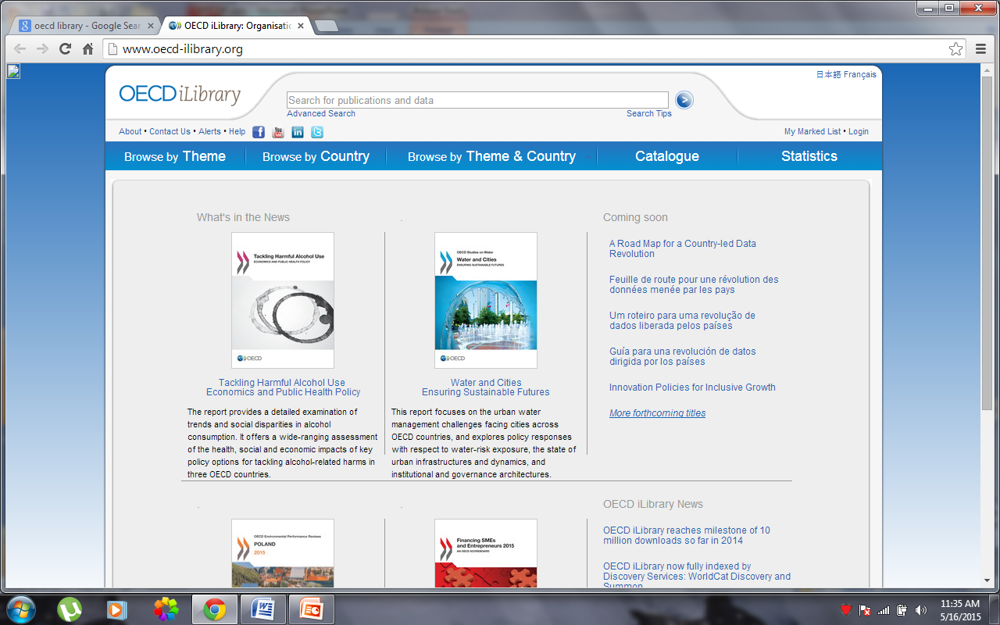 oecd library - Google Sear
OECD iLibrary: Organisatio
www.oecd-ilibrary.org
日本語 Français
OECD iLibrary
Search for publications and data
Advanced Search
Search Tips
About • Contact Us • Alerts • Help
My Marked List • Login
Browse by Theme
Browse by Country
Browse by Theme & Country
Catalogue
Statistics
What's in the News
Tackling Harmful Alcohol Use
ECONOMICS AND PUBLIC HEALTH POLICY
OECD
Tackling Harmful Alcohol Use
Economics and Public Health Policy
The report provides a detailed examination of
trends and social disparities in alcohol
consumption. It offers a wide-ranging assessment
of the health, social and economic impacts of key
policy options for tackling alcohol-related harms in
three OECD countries.
OECD Studies on Water
Water and Cities
ENSURING SUSTAINABLE FUTURES
OECD
Water and Cities
Ensuring Sustainable Futures
This report focuses on the urban water
management challenges facing cities across
OECD countries, and explores policy responses
with respect to water-risk exposure, the state of
urban infrastructures and dynamics, and
institutional and governance architectures.
Coming soon
A Road Map for a Country-led Data
Revolution
Feuille de route pour une révolution des
données menée par les pays
Um roteiro para uma revolução de
dados liberada pelos países
Guía para una revolución de datos
dirigida por los países
Innovation Policies for Inclusive Growth
More forthcoming titles
OECD Environmental Performance Reviews
POLAND
2015
Financing SMEs
and Entrepreneurs 2015
AN OECD SCOREBOARD
OECD iLibrary News
OECD iLibrary reaches milestone of 10
million downloads so far in 2014
OECD iLibrary now fully indexed by
Discovery Services: WorldCat Discovery and
Summon
11:35 AM
5/16/2015